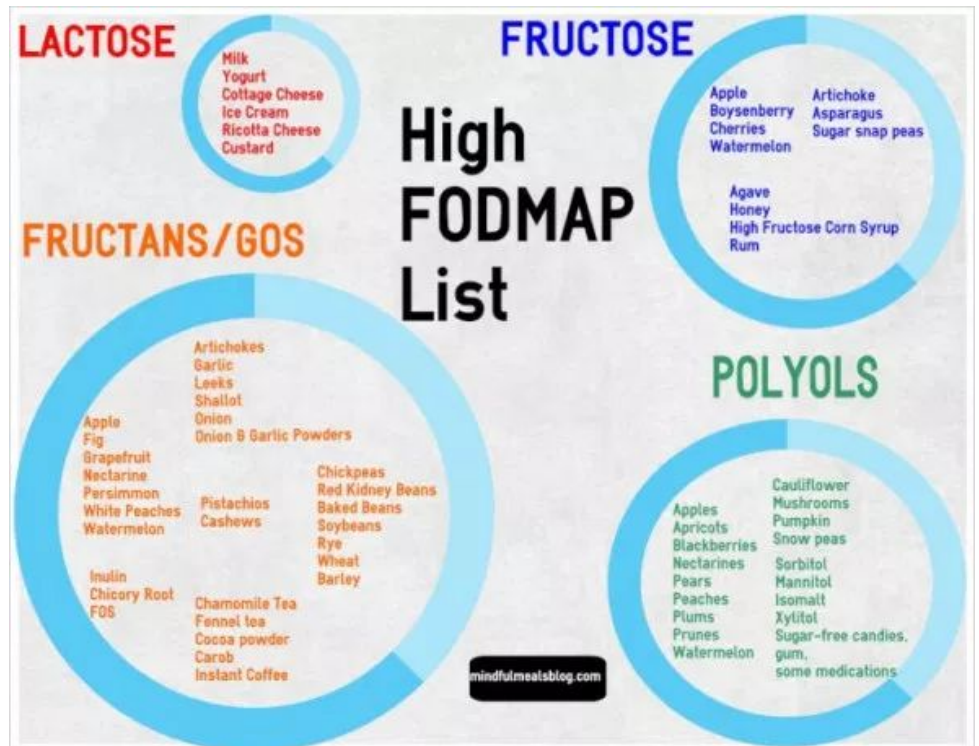 LACTOSE
Milk
Yogurt
Cottage Cheese
Ice Cream
Ricotta Cheese
Custard
High
FODMAP
List
FRUCTOSE
Apple
Boysenberry
Cherries
Watermelon
Artichoke
Asparagus
Sugar snap peas
Agave
Honey
High Fructose Corn Syrup
Rum
FRUCTANS/GOS
Artichokes
Garlic
Leeks
Shallot
Onion
Onion & Garlic Powders
Apple
Fig
Grapefruit
Nectarine
Persimmon
White Peaches
Watermelon
Pistachios
Cashews
Chickpeas
Red Kidney Beans
Baked Beans
Soybeans
Rye
Wheat
Barley
Inulin
Chicory Root
FOS
Chamomile Tea
Fennel tea
Cocoa powder
Carob
Instant Coffee
POLYOLS
Apples
Apricots
Blackberries
Nectarines
Pears
Peaches
Plums
Prunes
Watermelon
Cauliflower
Mushrooms
Pumpkin
Snow peas
Sorbitol
Mannitol
Isomalt
Xylitol
Sugar-free candies,
gum,
some medications
mindfulmealsblog.com